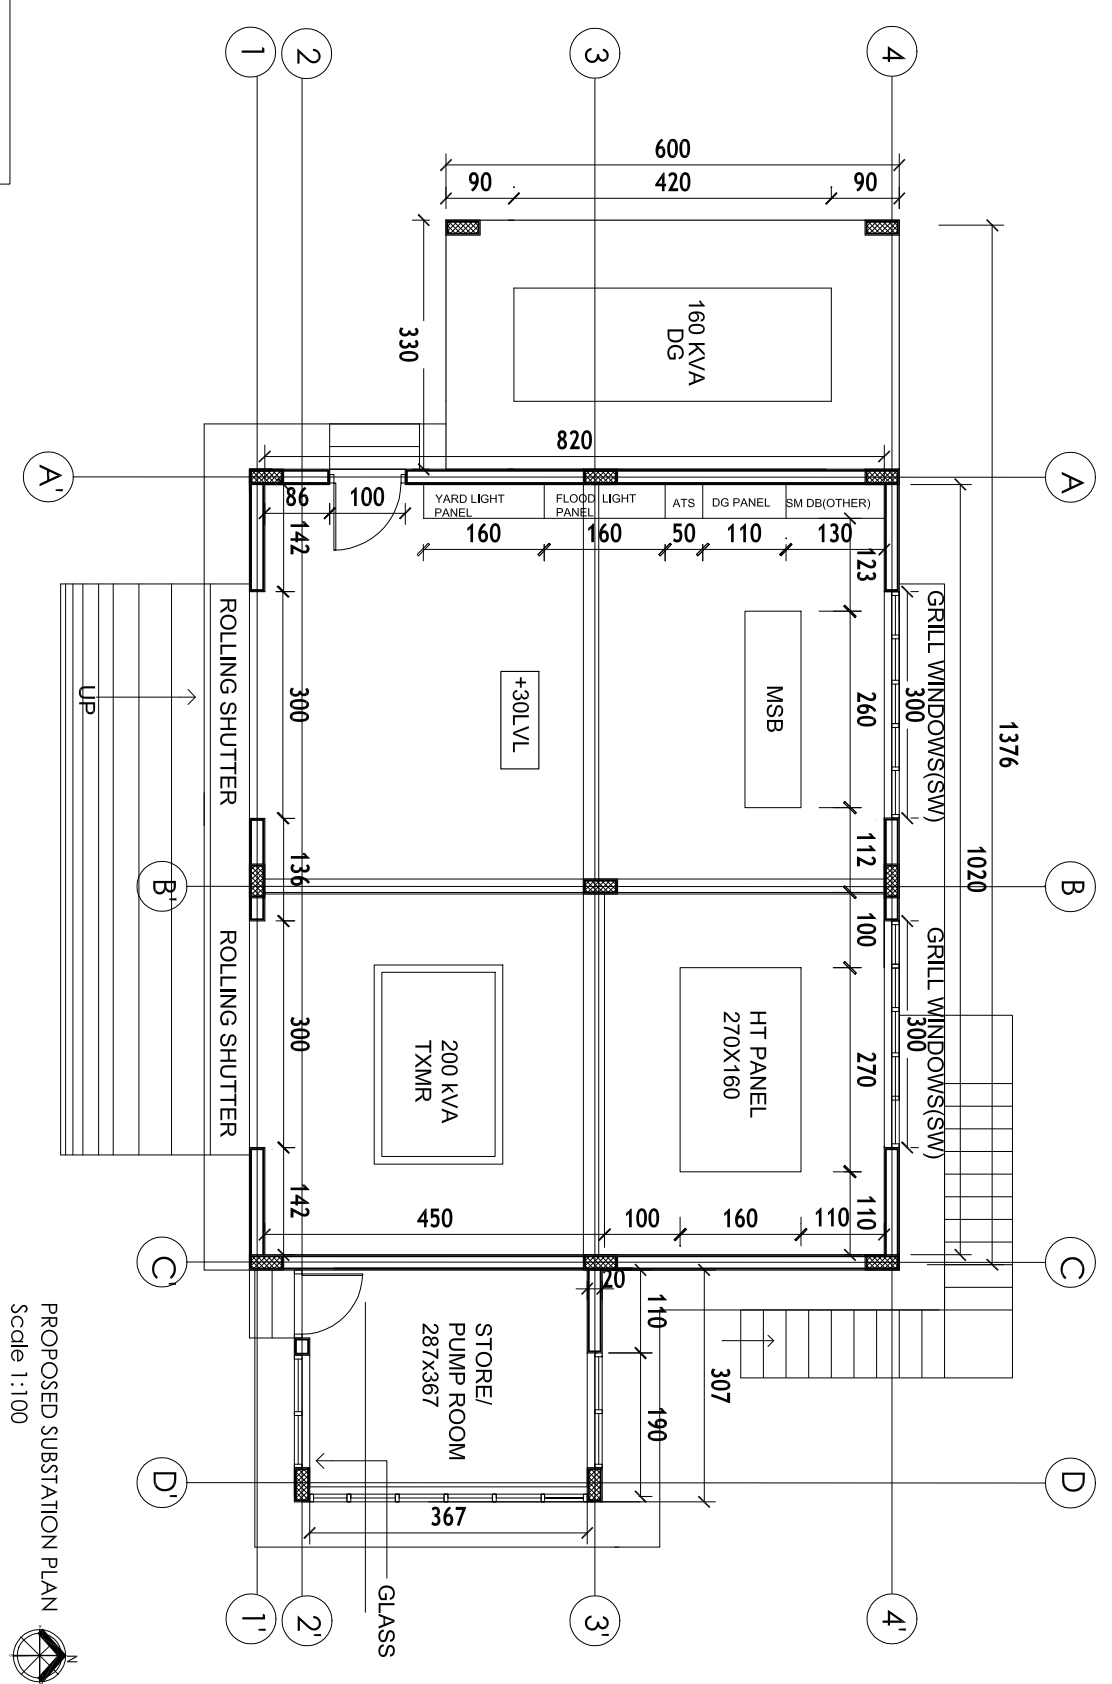 1
2
3
4
600
90
420
90
330
160 KVA
DG
820
A'
A
86
100
142
YARD LIGHT
PANEL
FLOOD LIGHT
PANEL
ATS
DG PANEL
SM DB(OTHER)
160
160
50
110
130
123
ROLLING SHUTTER
UP
300
+30LVL
MSB
260
GRILL WINDOWS(SW)
300
1376
1020
136
112
B'
B
100
ROLLING SHUTTER
300
200 KVA
TXMR
HT PANEL
270X160
270
GRILL WINDOWS(SW)
300
142
450
100
160
110
110
C'
C
20
110
307
190
STORE/
PUMP ROOM
287x367
D'
D
367
GLASS
1'
2'
3'
4'
PROPOSED SUBSTATION PLAN
Scale 1:100
N